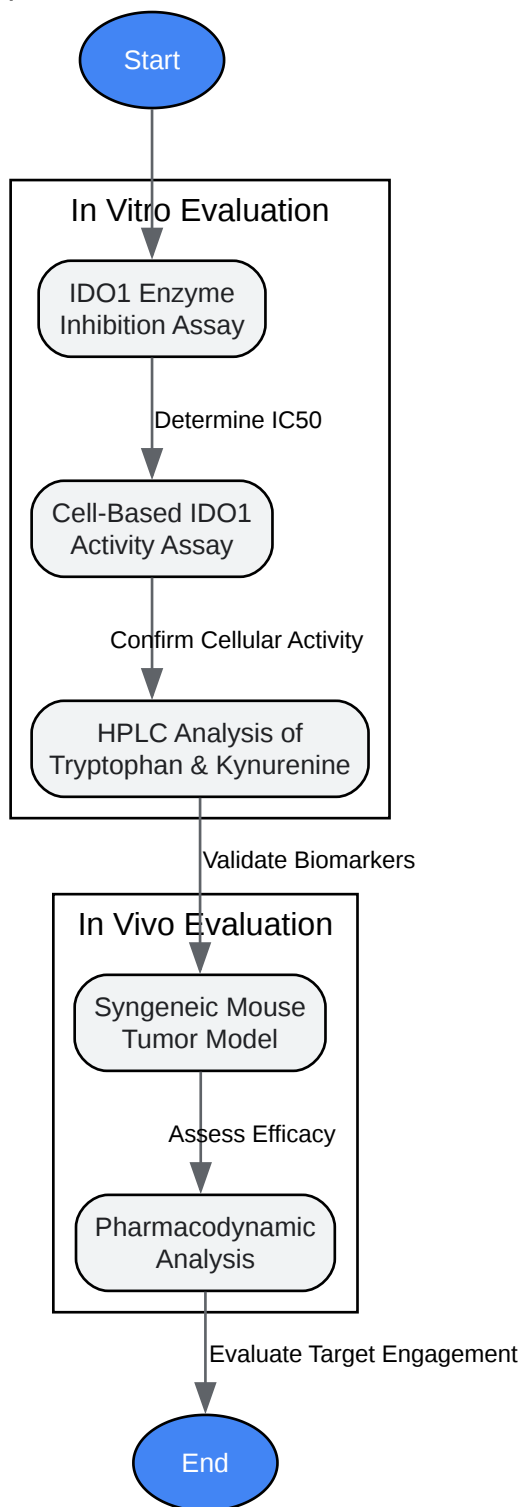 Start
In Vitro Evaluation
IDO1 Enzyme
Inhibition Assay
Determine IC50
Cell-Based IDO1
Activity Assay
Confirm Cellular Activity
HPLC Analysis of
Tryptophan & Kynurenine
Validate Biomarkers
In Vivo Evaluation
Syngeneic Mouse
Tumor Model
Assess Efficacy
Pharmacodynamic
Analysis
Evaluate Target Engagement
End